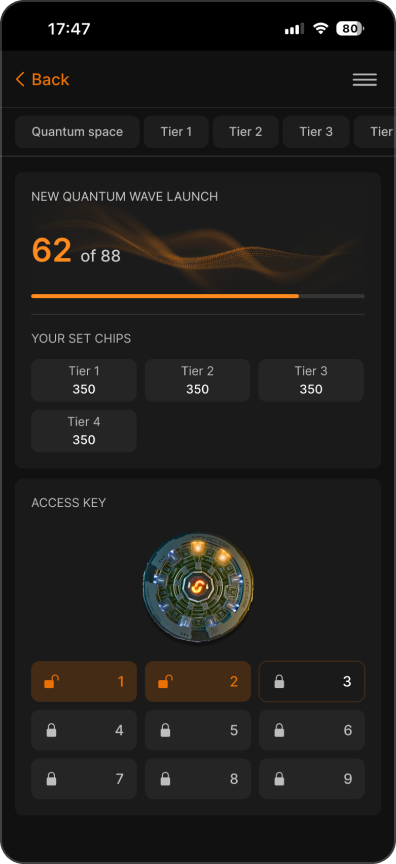 17:47
80
Back
Quantum space Tier 1 Tier 2 Tier 3 Tier
NEW QUANTUM WAVE LAUNCH
62 of 88
YOUR SET CHIPS
Tier 1 Tier 2 Tier 3
350 350 350
Tier 4
350
ACCESS KEY
1 2 3
4 5 6
7 8 9